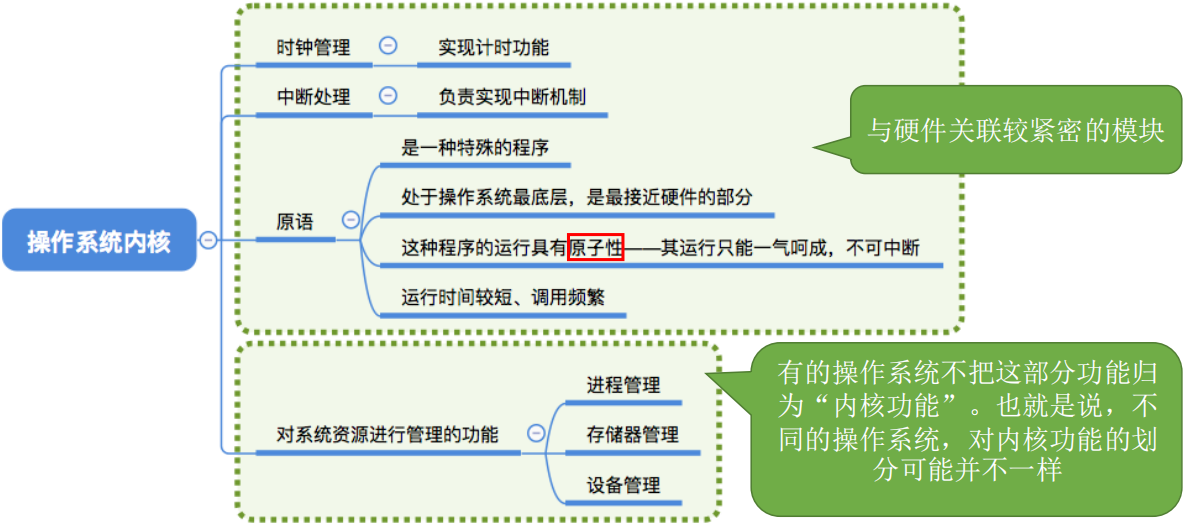 时钟管理
实现计时功能
中断处理
负责实现中断机制
与硬件关联较紧密的模块
是一种特殊的程序
处于操作系统最底层，是最接近硬件的部分
原语
操作系统内核
这种程序的运行具有原子性——其运行只能一气呵成，不可中断
运行时间较短、调用频繁
进程管理
对系统资源进行管理的功能
存储器管理
设备管理
有的操作系统不把这部分功能归
为“内核功能”。也就是说，不
同的操作系统，对内核功能的划
分可能并不一样